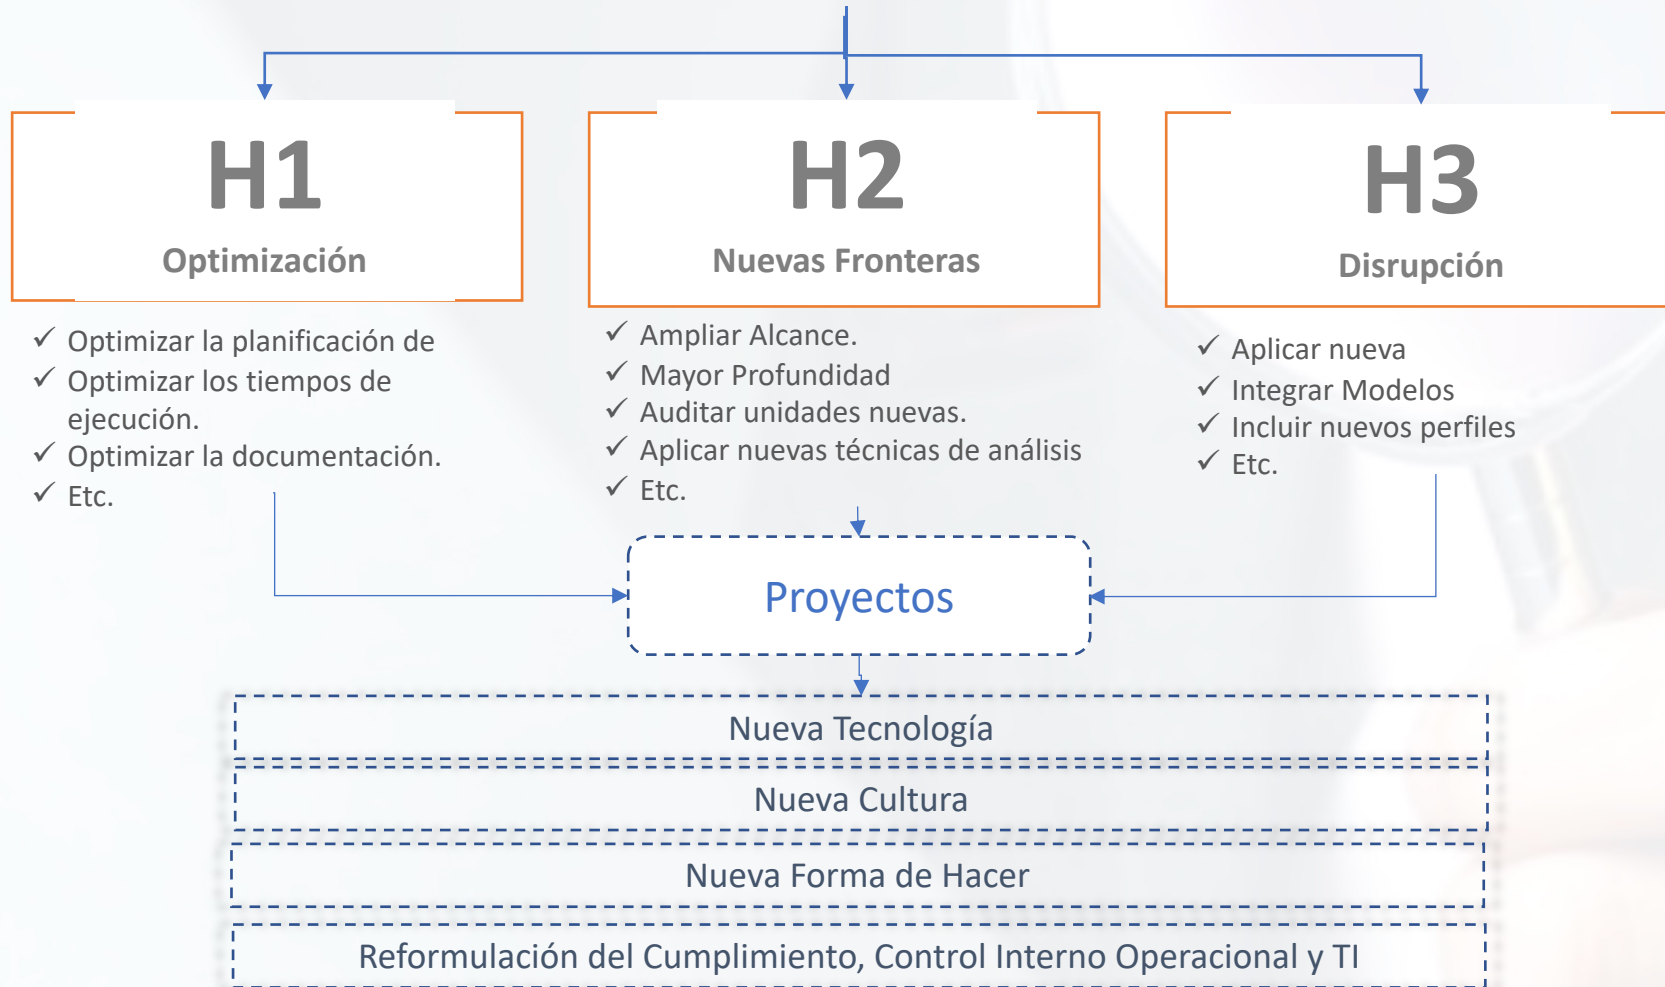 H1
Optimización
✓ Optimizar la planificación de
✓ Optimizar los tiempos de
ejecución.
✓ Optimizar la documentación.
✓ Etc.
H2
Nuevas Fronteras
✓ Ampliar Alcance.
✓ Mayor Profundidad
✓ Auditar unidades nuevas.
✓ Aplicar nuevas técnicas de análisis
✓ Etc.
H3
Disrupción
✓ Aplicar nueva
✓ Integrar Modelos
✓ Incluir nuevos perfiles
✓ Etc.
Proyectos
Nueva Tecnología
Nueva Cultura
Nueva Forma de Hacer
Reformulación del Cumplimiento, Control Interno Operacional y TI